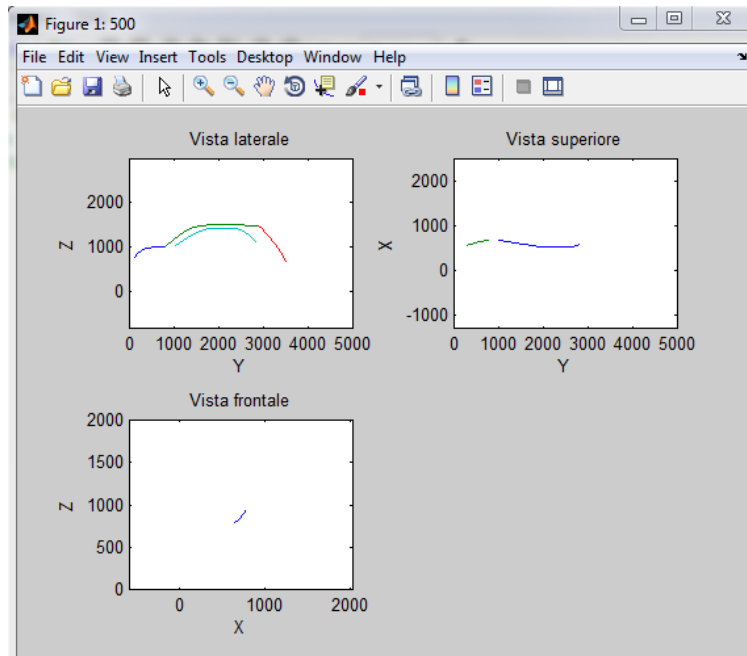 Figure 1: 500
File Edit View Insert Tools Desktop Window Help
Vista laterale
2000
1000
0
Z
0 1000 2000 3000 4000 5000
Y
Vista superiore
2000
1000
0
-1000
X
0 1000 2000 3000 4000 5000
Y
Vista frontale
2000
1500
1000
500
0
Z
0 1000 2000
X